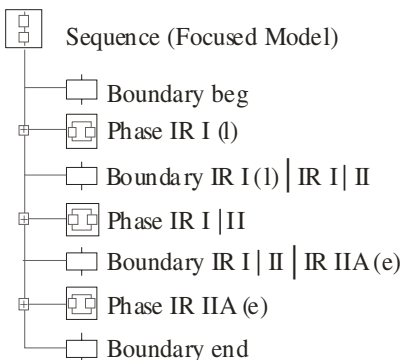 Sequence (Focused Model)
Boundary beg
Phase IR I (l)
Boundary IR I (l) | IR I | II
Phase IR I | II
Boundary IR I | II | IR IIA (e)
Phase IR IIA (e)
Boundary end